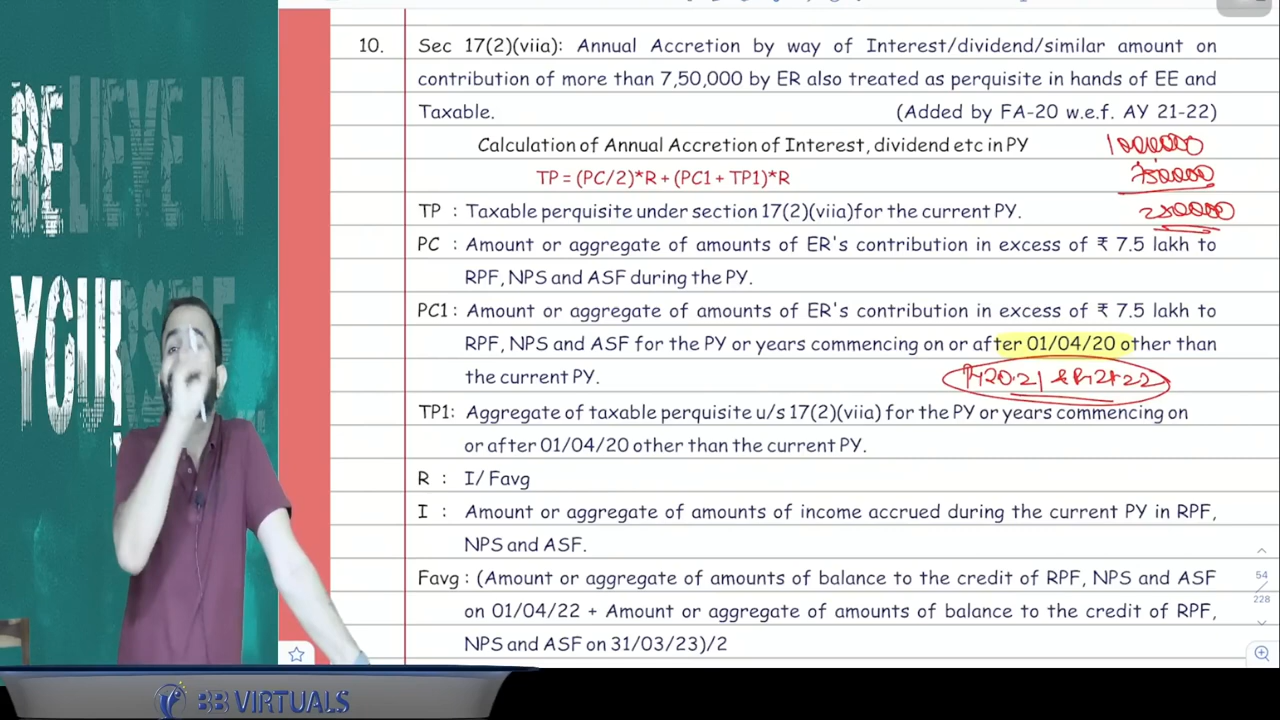 BELIEVE IN
YOURSELF
10. Sec 17(2)(viia): Annual Accretion by way of Interest/dividend/similar amount on
contribution of more than 7,50,000 by ER also treated as perquisite in hands of EE and
Taxable. (Added by FA-20 w.e.f. AY 21-22)
Calculation of Annual Accretion of Interest, dividend etc in PY
1000000
TP = (PC/2)*R + (PC1 + TP1)*R
750000
TP : Taxable perquisite under section 17(2)(viia)for the current PY.
250000
PC : Amount or aggregate of amounts of ER's contribution in excess of ₹ 7.5 lakh to
RPF, NPS and ASF during the PY.
PC1 : Amount or aggregate of amounts of ER's contribution in excess of ₹ 7.5 lakh to
RPF, NPS and ASF for the PY or years commencing on or after 01/04/20 other than
the current PY.
PY20.21 & PY21-22
TP1: Aggregate of taxable perquisite u/s 17(2)(viia) for the PY or years commencing on
or after 01/04/20 other than the current PY.
R : I/ Favg
I : Amount or aggregate of amounts of income accrued during the current PY in RPF,
NPS and ASF.
Favg : (Amount or aggregate of amounts of balance to the credit of RPF, NPS and ASF
on 01/04/22 + Amount or aggregate of amounts of balance to the credit of RPF,
NPS and ASF on 31/03/23)/2
54
228
BB VIRTUALS